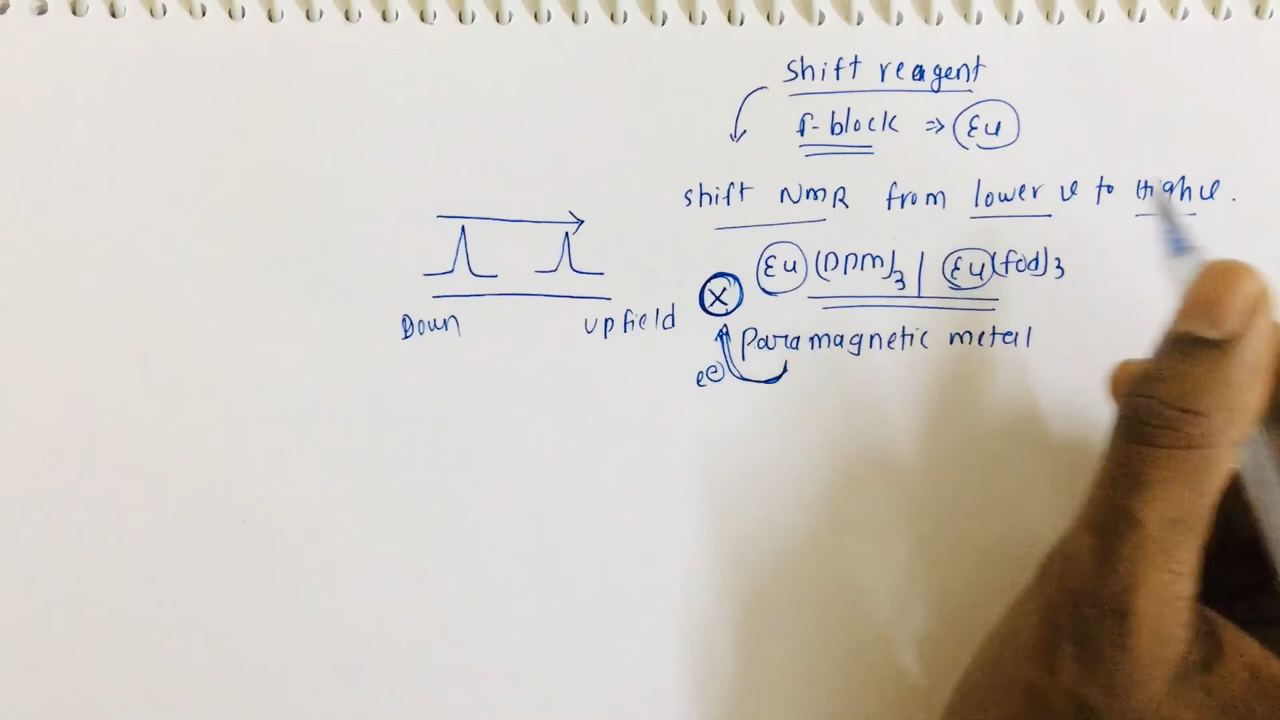 Shift reagent
f-block ⇒ Eu
Shift NMR from lower ν to High ν.
Eu(DPM)3 | Eu(fod)3
X
Down
upfield
Paramagnetic metal
e⊖